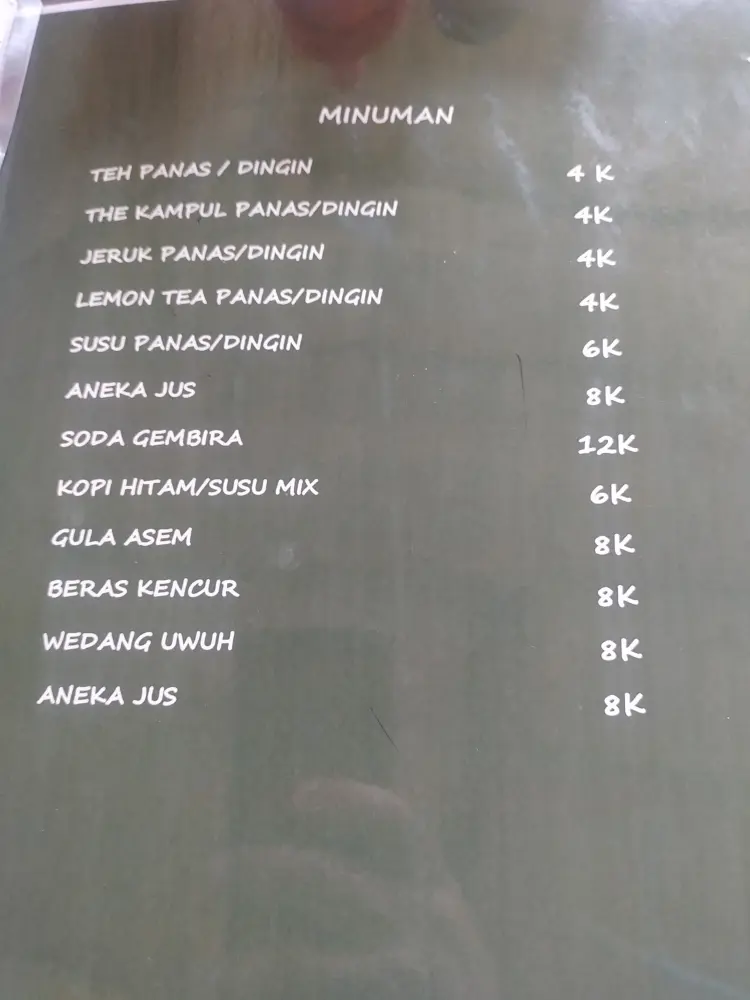 MINUMAN
TEH PANAS / DINGIN 4 K
THE KAMPUL PANAS/DINGIN 4K
JERUK PANAS/DINGIN 4K
LEMON TEA PANAS/DINGIN 4K
SUSU PANAS/DINGIN 6K
ANEKA JUS 8K
SODA GEMBIRA 12K
KOPI HITAM/SUSU MIX 6K
GULA ASEM 8K
BERAS KENCUR 8K
WEDANG UWUH 8K
ANEKA JUS 8K